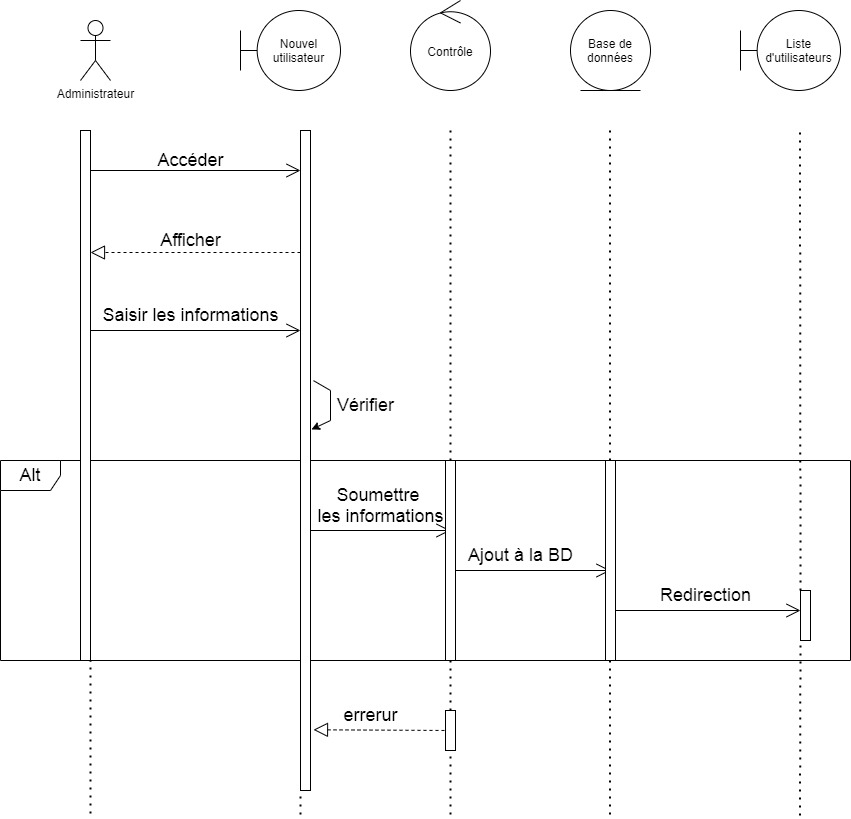 Administrateur
Nouvel
utilisateur
Contrôle
Base de
données
Liste
d'utilisateurs
Accéder
Afficher
Saisir les informations
Vérifier
Alt
Soumettre
les informations
Ajout à la BD
Redirection
errerur